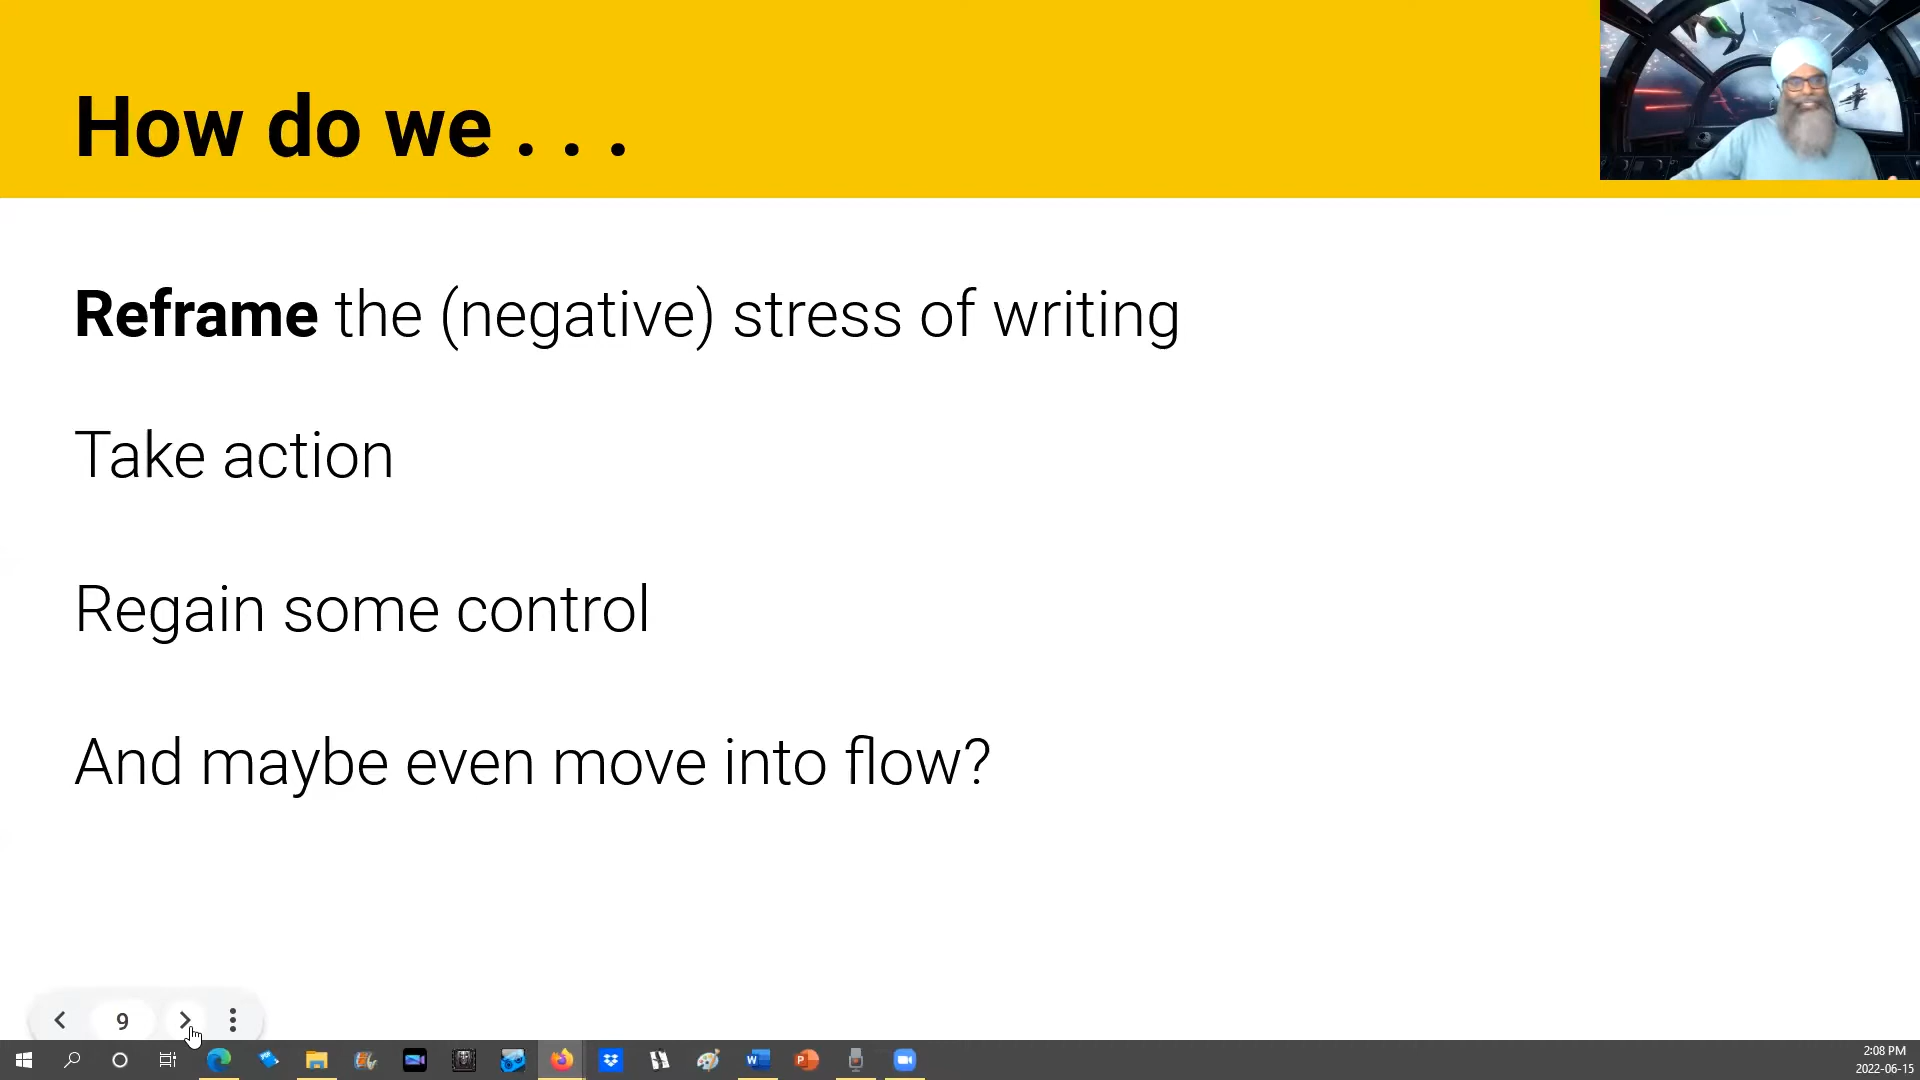 How do we . . .
Reframe the (negative) stress of writing
Take action
Regain some control
And maybe even move into flow?
9
2:08 PM
2022-06-15